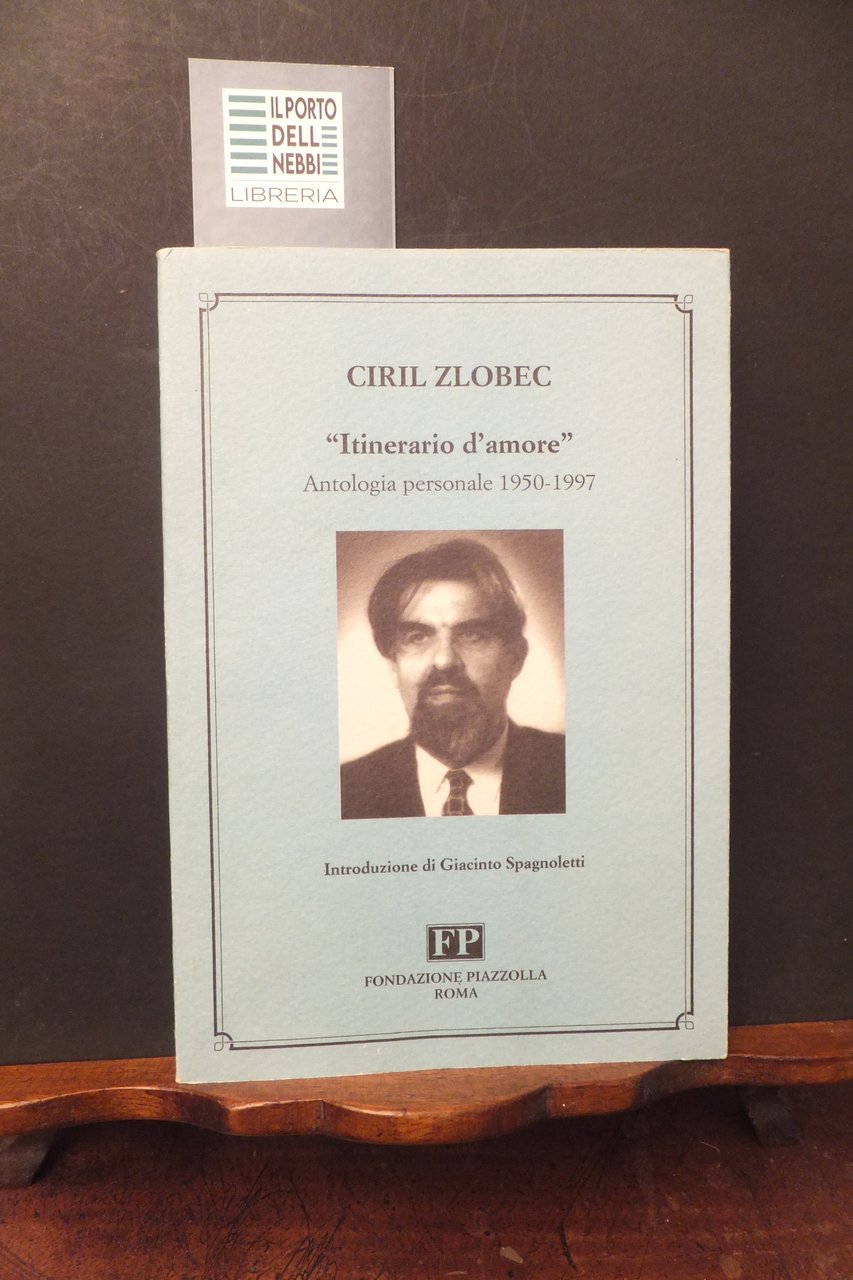 IL PORTO
DELLE
NEBBIE
LIBRERIA
CIRIL ZLOBEC
“Itinerario d’amore”
Antologia personale 1950-1997
Introduzione di Giacinto Spagnoletti
FP
FONDAZIONE PIAZZOLLA
ROMA